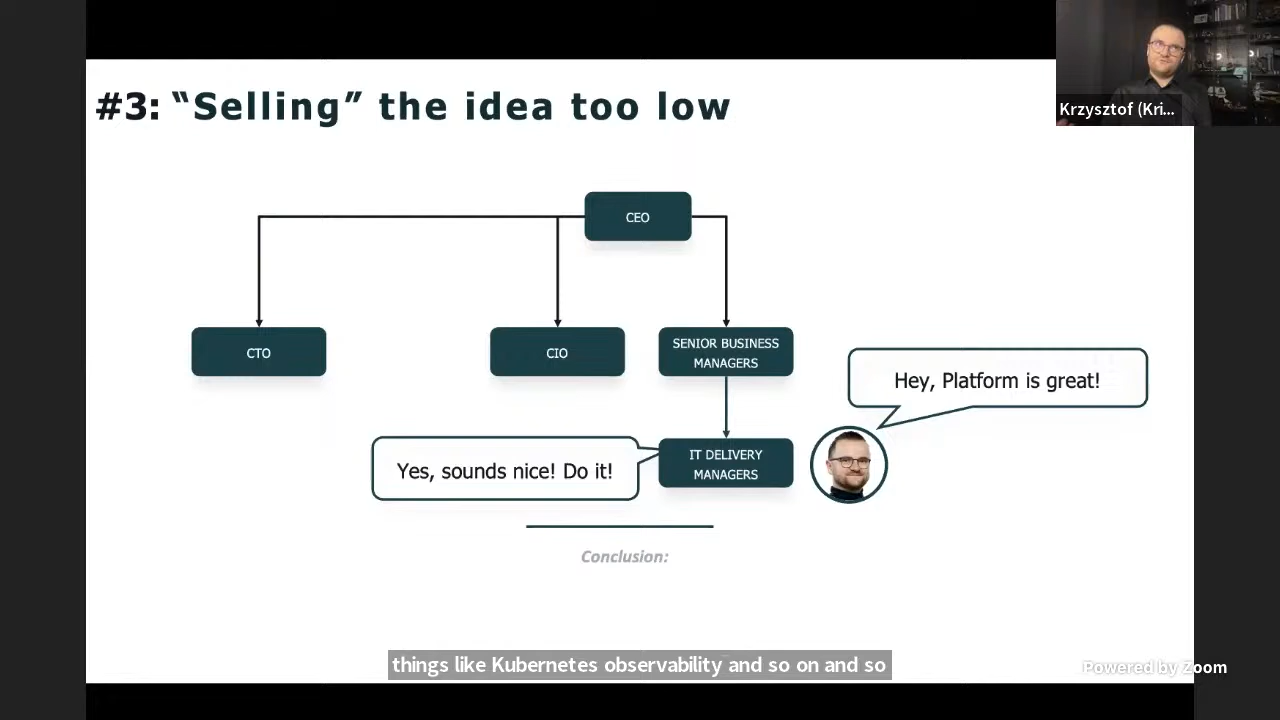 #3: “Selling” the idea too low
Krzysztof (Kri...
CEO
CTO
CIO
SENIOR BUSINESS
MANAGERS
Hey, Platform is great!
Yes, sounds nice! Do it!
IT DELIVERY
MANAGERS
Conclusion:
things like Kubernetes observability and so on and so
Powered by Zoom